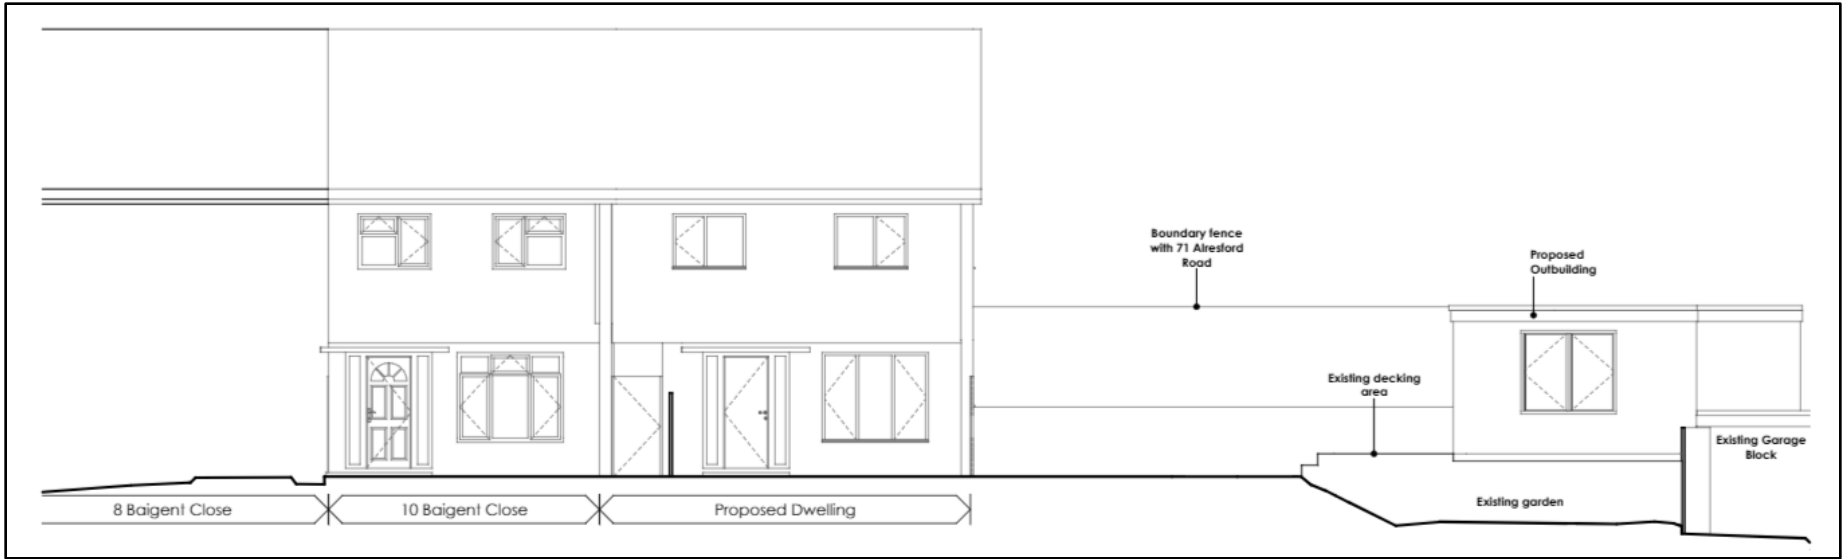 Boundary fence
with 71 Alresford
Road
Proposed
Outbuilding
Existing decking
area
Existing Garage
Block
Existing garden
8 Baigent Close
10 Baigent Close
Proposed Dwelling